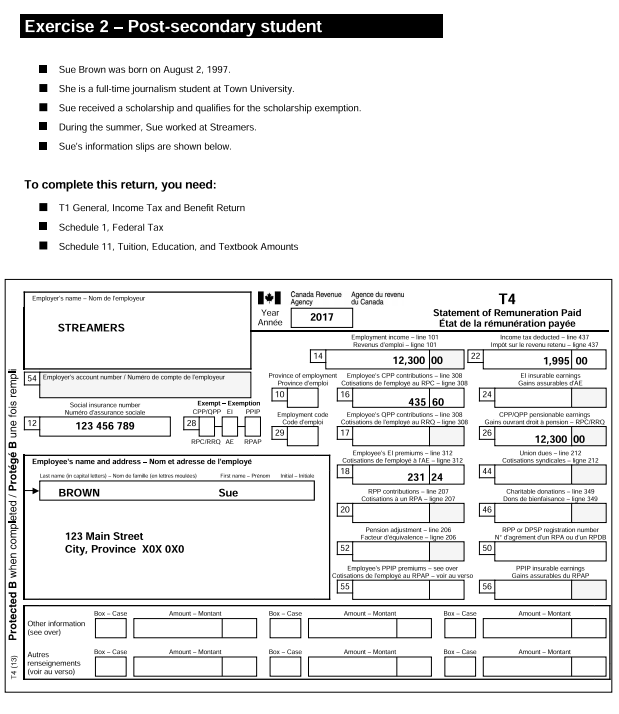 Exercise 2 – Post-secondary student
Sue Brown was born on August 2, 1997.
She is a full-time journalism student at Town University.
Sue received a scholarship and qualifies for the scholarship exemption.
During the summer, Sue worked at Streamers.
Sue's information slips are shown below.
To complete this return, you need:
T1 General, Income Tax and Benefit Return
Schedule 1, Federal Tax
Schedule 11, Tuition, Education, and Textbook Amounts
Employer's name – Nom de l'employeur
STREAMERS
Canada Revenue Agency
Agence du revenu du Canada
T4
Year
Année
2017
Statement of Remuneration Paid
État de la rémunération payée
Employment income – line 101
Revenus d'emploi – ligne 101
14
12,300 00
Income tax deducted – line 437
Impôt sur le revenu retenu – ligne 437
22
1,995 00
54
Employer's account number / Numéro de compte de l'employeur
Province of employment
Province d'emploi
10
Employee's CPP contributions – line 308
Cotisations de l'employé au RPC – ligne 308
16
435 60
EI insurable earnings
Gains assurables d'AE
24
Social insurance number
Numéro d'assurance sociale
12
123 456 789
Exempt – Exemption
CPP/QPP EI PPIP
28
RPC/RRQ AE RPAP
Employment code
Code d'emploi
29
Employee's QPP contributions – line 308
Cotisations de l'employé au RRQ – ligne 308
17
CPP/QPP pensionable earnings
Gains ouvrant droit à pension – RPC/RRQ
26
12,300 00
Employee's name and address – Nom et adresse de l'employé
Last name (in capital letters) – Nom de famille (en lettres moulées)
First name – Prénom
Initial – Initiale
BROWN Sue
123 Main Street
City, Province X0X 0X0
Employee's EI premiums – line 312
Cotisations de l'employé à l'AE – ligne 312
18
231 24
Union dues – line 212
Cotisations syndicales – ligne 212
44
RPP contributions – line 207
Cotisations à un RPA – ligne 207
20
Charitable donations – line 349
Dons de bienfaisance – ligne 349
46
Pension adjustment – line 206
Facteur d'équivalence – ligne 206
52
RPP or DPSP registration number
N° d'agrément d'un RPA ou d'un RPDB
50
Employee's PPIP premiums – see over
Cotisations de l'employé au RPAP – voir au verso
55
PPIP insurable earnings
Gains assurables du RPAP
56
Box – Case Amount – Montant Box – Case Amount – Montant Box – Case Amount – Montant
Other information
(see over)
Box – Case Amount – Montant Box – Case Amount – Montant Box – Case Amount – Montant
Autres
renseignements
(voir au verso)
Protected B when completed / Protégé B une fois rempli
T4 (13)